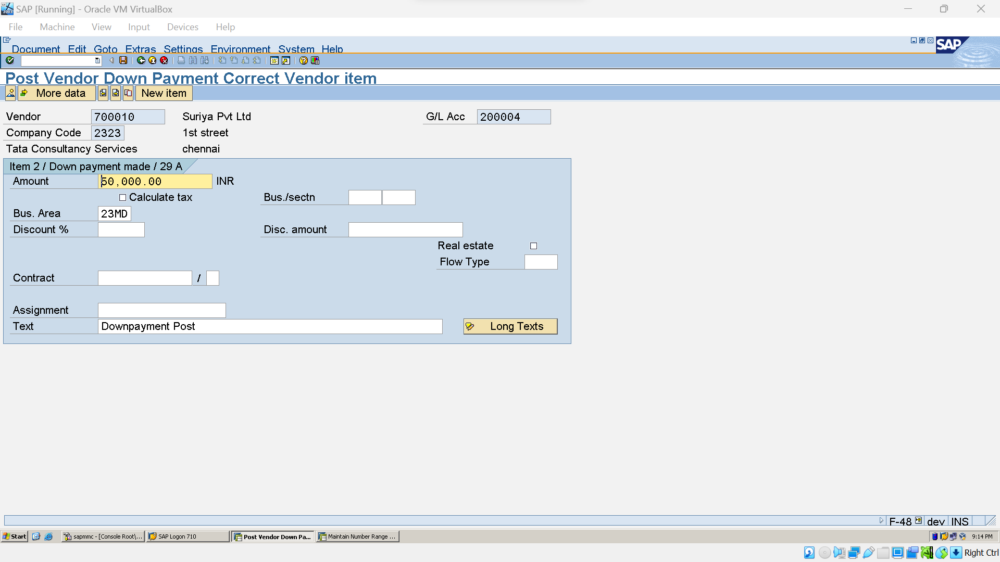 SAP [Running] - Oracle VM VirtualBox
File Machine View Input Devices Help
Document Edit Goto Extras Settings Environment System Help
SAP
Post Vendor Down Payment Correct Vendor item
More data New item
Vendor 700010 Suriya Pvt Ltd G/L Acc 200004
Company Code 2323 1st street
Tata Consultancy Services chennai
Item 2 / Down payment made / 29 A
Amount 50,000.00 INR
Calculate tax Bus./sectn
Bus. Area 23MD
Discount % Disc. amount
Real estate
Flow Type
Contract /
Assignment
Text Downpayment Post Long Texts
F-48 dev INS
Start sapmmc - [Console Root\... SAP Logon 710 Post Vendor Down Pa... Maintain Number Range ... 9:14 PM
Right Ctrl